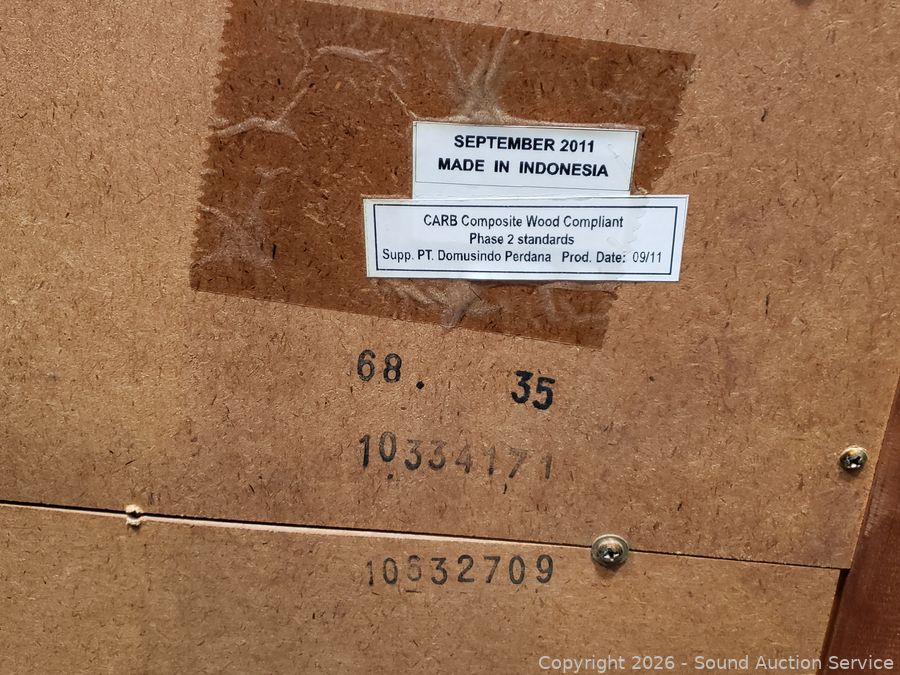 SEPTEMBER 2011
MADE IN INDONESIA
CARB Composite Wood Compliant
Phase 2 standards
Supp. PT. Domusindo Perdana Prod. Date: 09/11
68. 35
10334171
10632709
Copyright © 2026 - Sound Auction Service